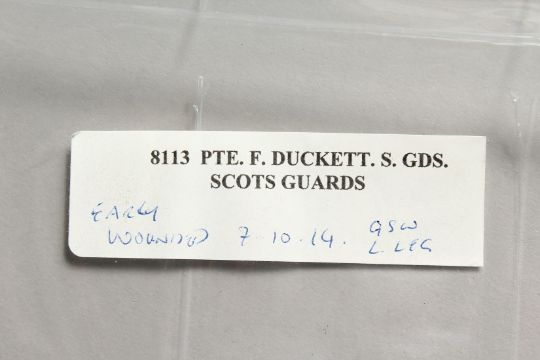 8113 PTE. F. DUCKETT. S. GDS.
SCOTS GUARDS
EARLY
WOUNDED 7-10-14. GSW
L LEG